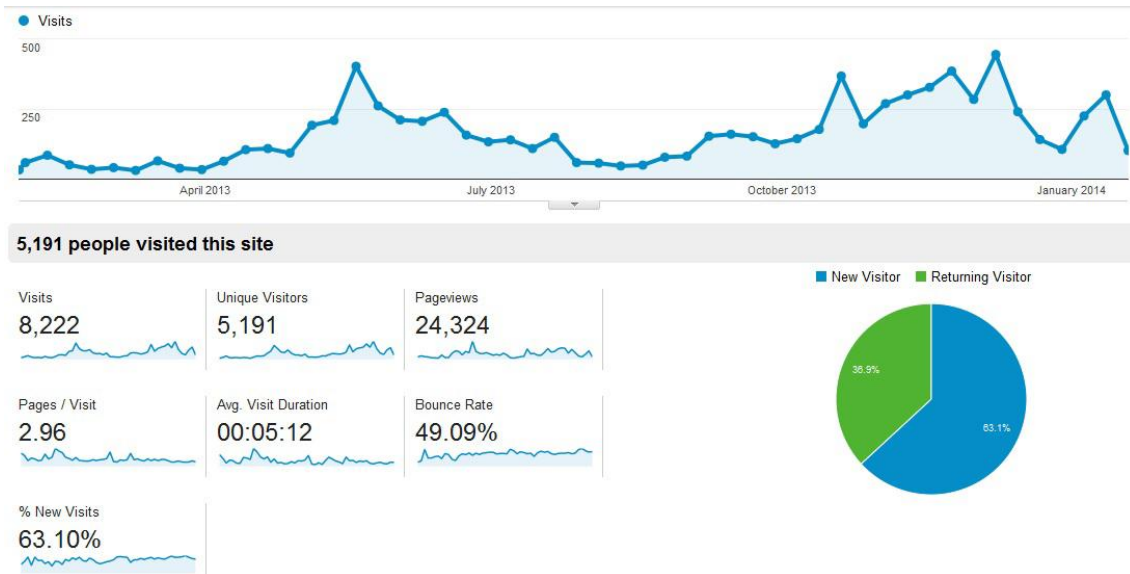 Visits
500
250
April 2013 July 2013 October 2013 January 2014
5,191 people visited this site
New Visitor Returning Visitor
Visits Unique Visitors Pageviews
8,222 5,191 24,324
36.9%
63.1%
Pages / Visit Avg. Visit Duration Bounce Rate
2.96 00:05:12 49.09%
% New Visits
63.10%